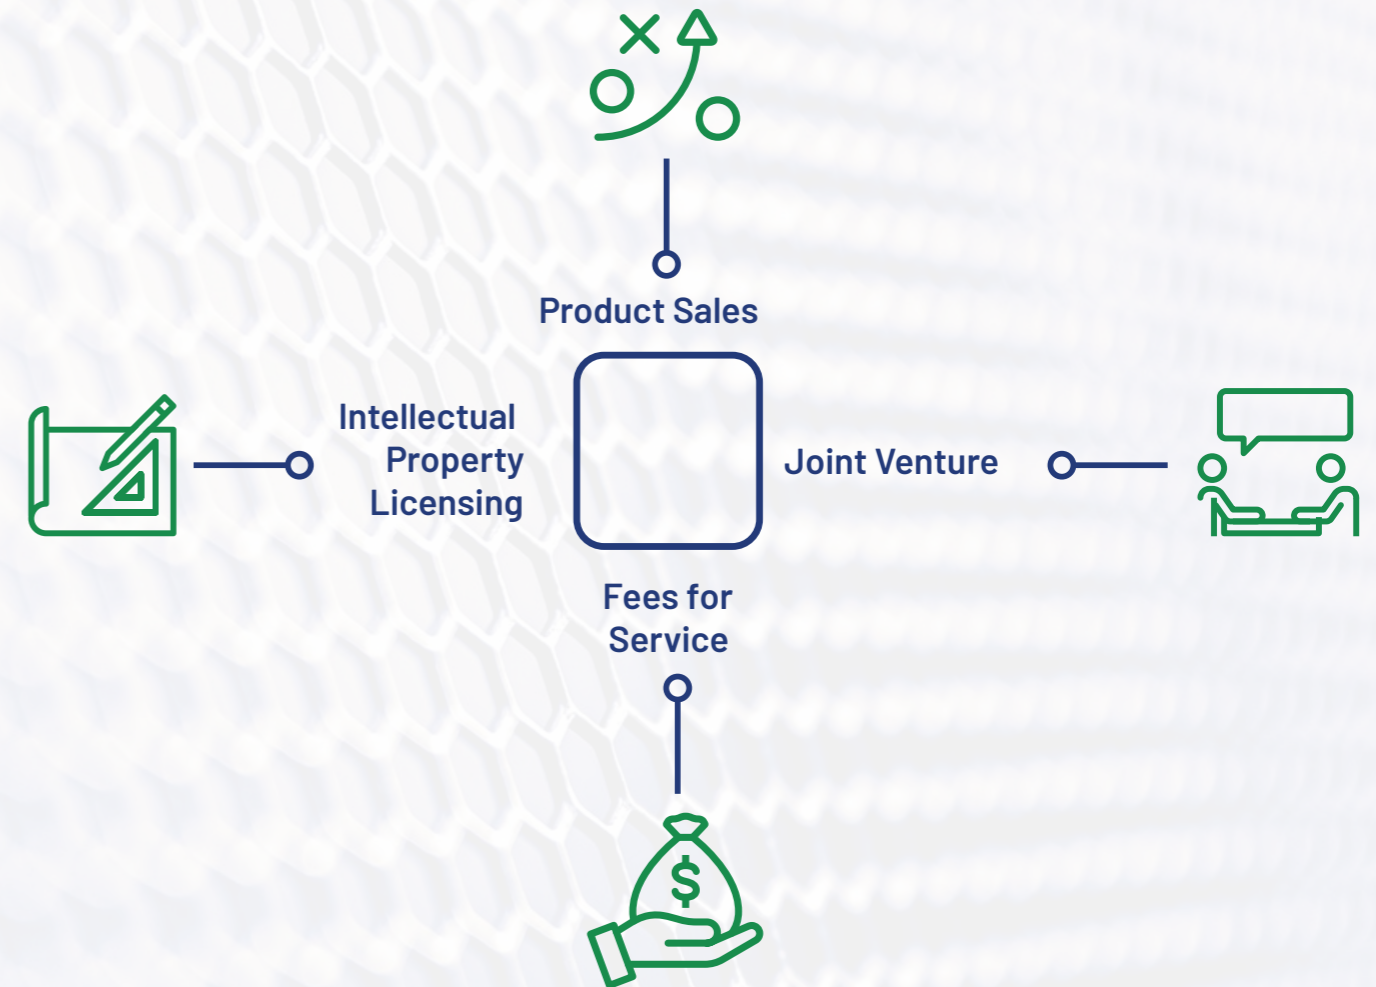 Product Sales
Intellectual
Property
Licensing
Joint Venture
Fees for
Service
$